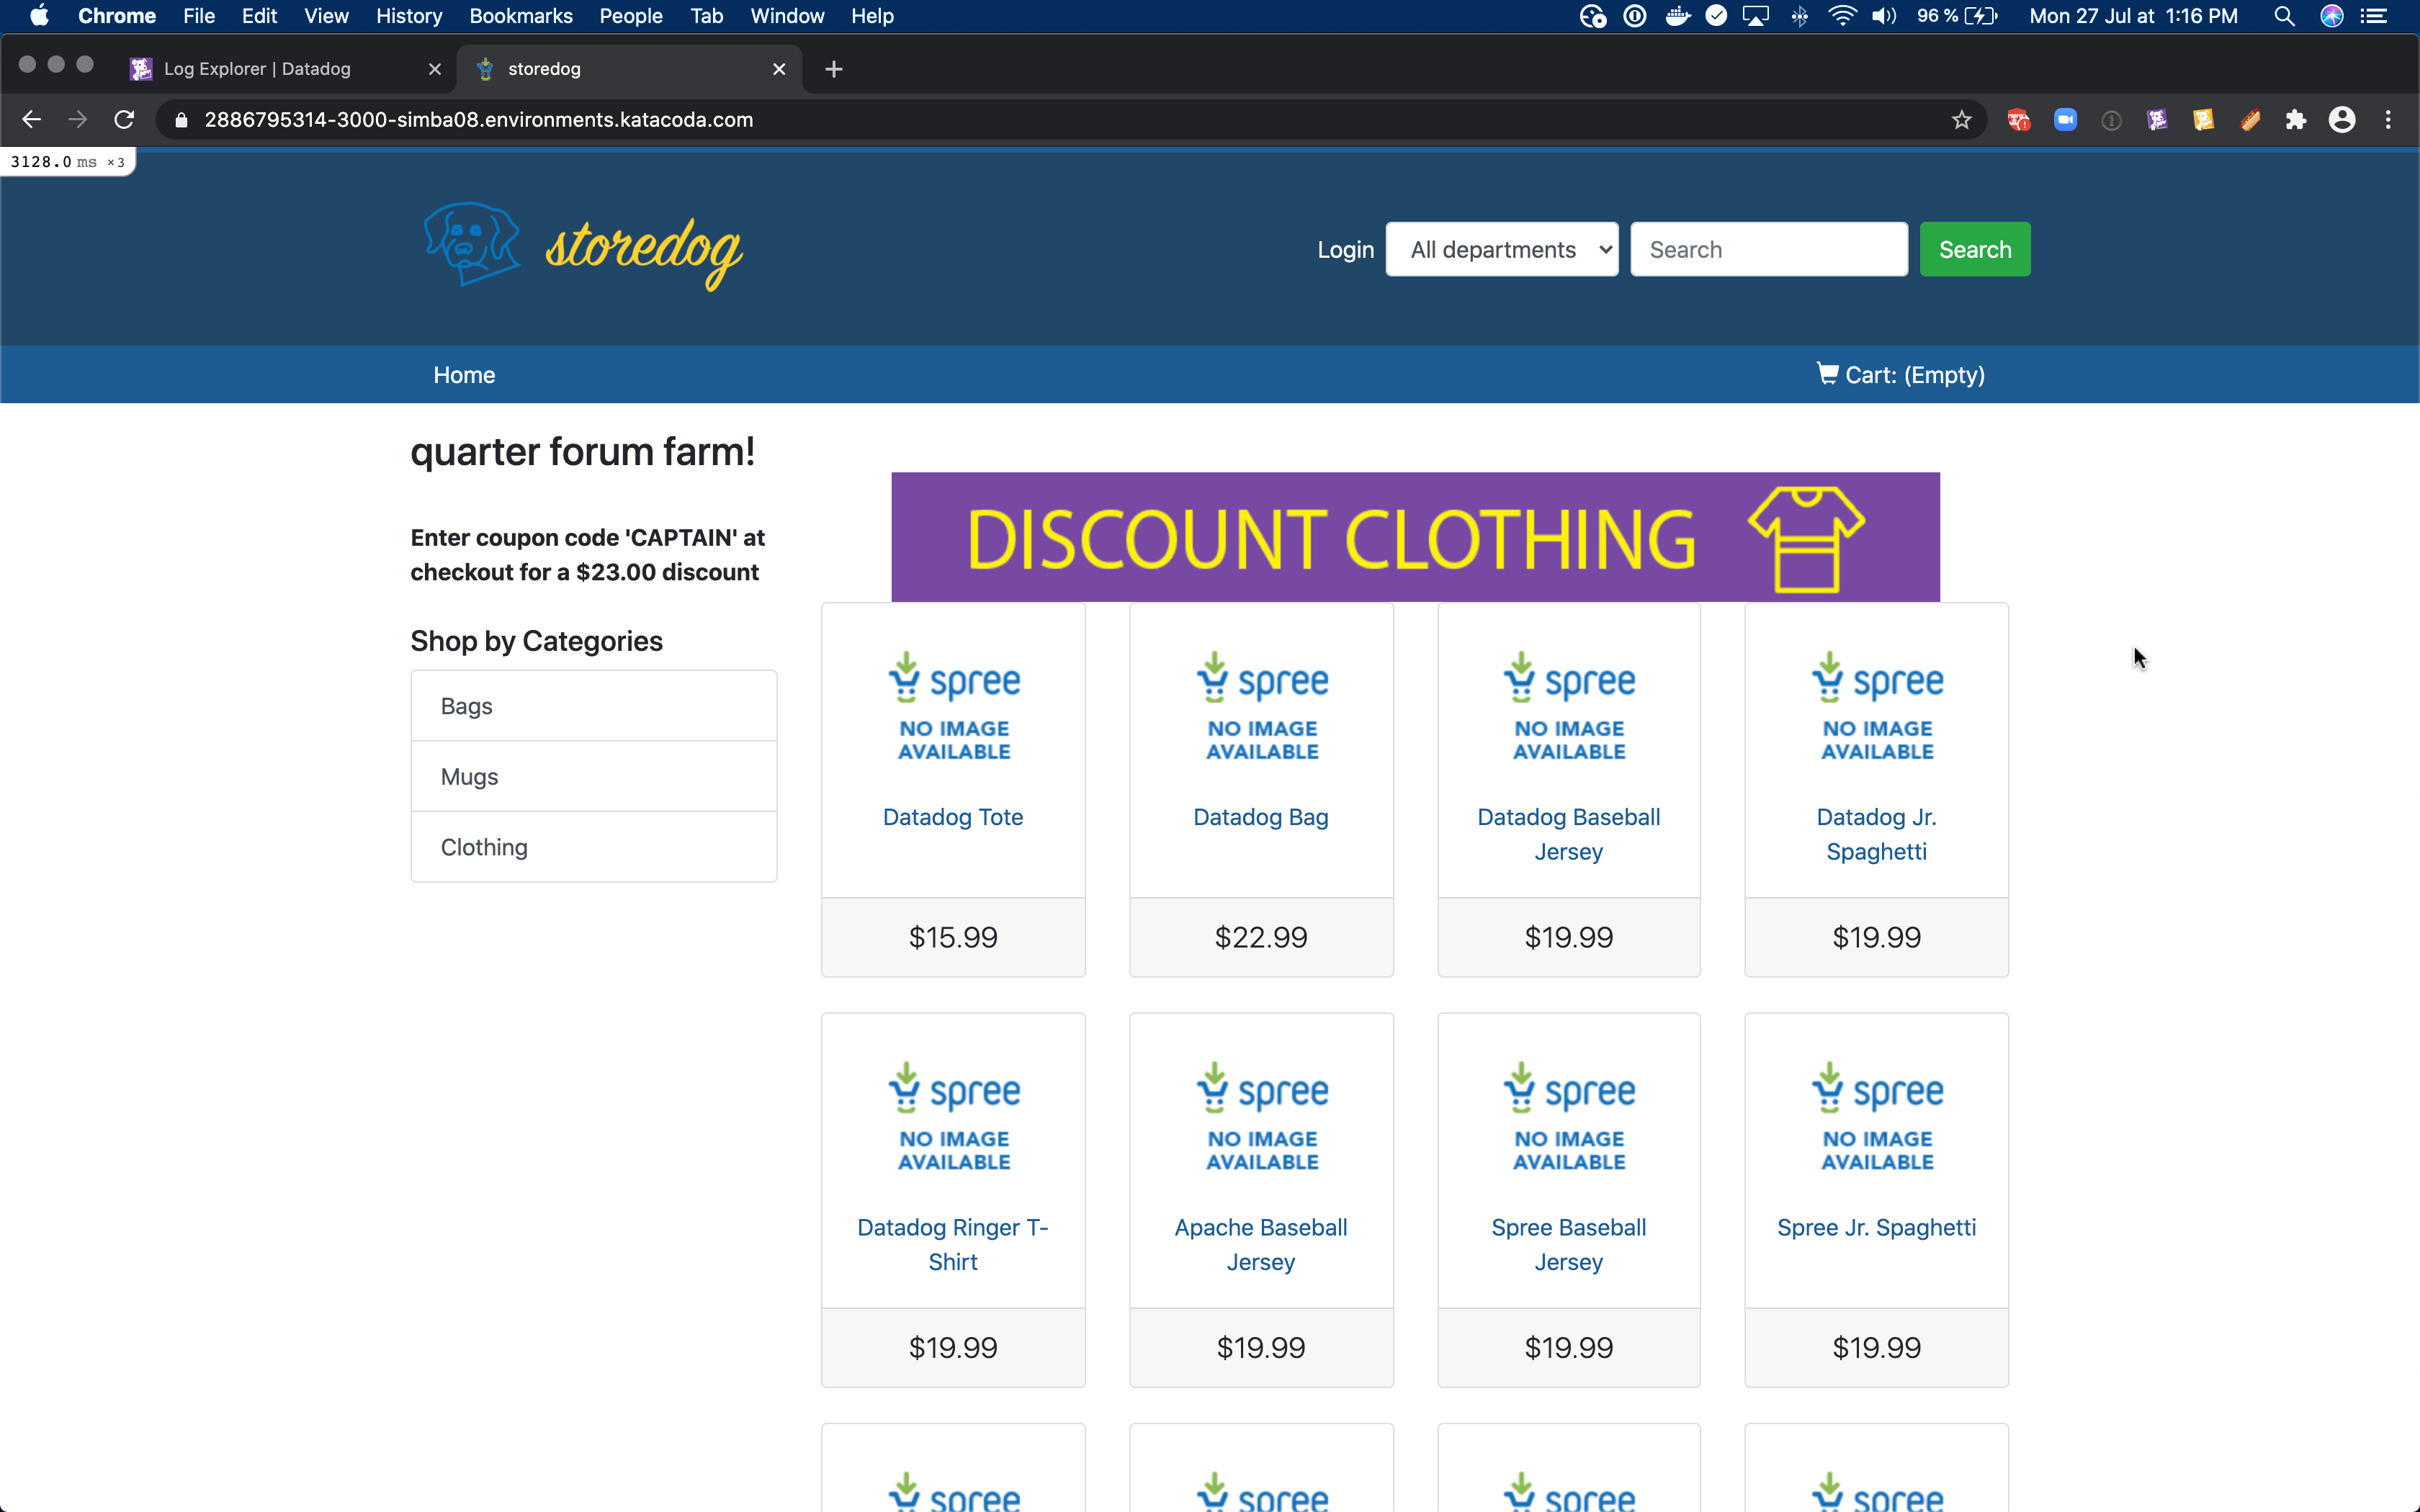 Chrome File Edit View History Bookmarks People Tab Window Help 96 % Mon 27 Jul at 1:16 PM
Log Explorer | Datadog storedog
2886795314-3000-simba08.environments.katacoda.com
3128.0 ms ×3
storedog
Login All departments Search Search
Home Cart: (Empty)
quarter forum farm!
Enter coupon code 'CAPTAIN' at
checkout for a $23.00 discount
Shop by Categories
Bags
Mugs
Clothing
DISCOUNT CLOTHING
spree spree spree spree
NO IMAGE NO IMAGE NO IMAGE NO IMAGE
AVAILABLE AVAILABLE AVAILABLE AVAILABLE
Datadog Tote Datadog Bag Datadog Baseball Datadog Jr.
Jersey Spaghetti
$15.99 $22.99 $19.99 $19.99
spree spree spree spree
NO IMAGE NO IMAGE NO IMAGE NO IMAGE
AVAILABLE AVAILABLE AVAILABLE AVAILABLE
Datadog Ringer T- Apache Baseball Spree Baseball Spree Jr. Spaghetti
Shirt Jersey Jersey
$19.99 $19.99 $19.99 $19.99
spree spree spree spree